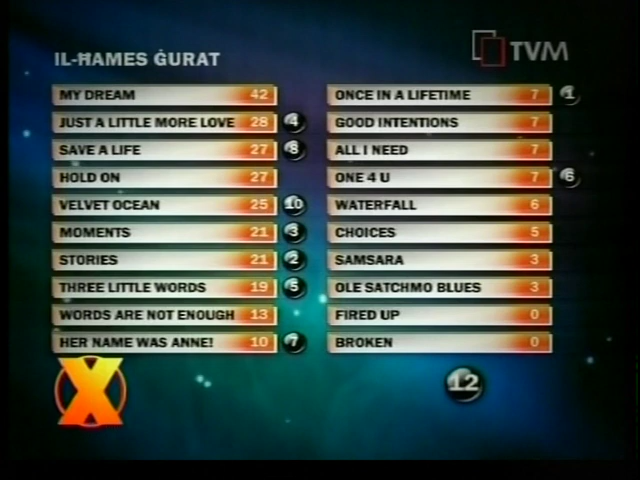 TVM
IL-ĦAMES ĠURAT
MY DREAM 42
JUST A LITTLE MORE LOVE 28 4
SAVE A LIFE 27 8
HOLD ON 27
VELVET OCEAN 25 10
MOMENTS 21 3
STORIES 21 2
THREE LITTLE WORDS 19 5
WORDS ARE NOT ENOUGH 13
HER NAME WAS ANNE! 10 7
ONCE IN A LIFETIME 7 1
GOOD INTENTIONS 7
ALL I NEED 7
ONE 4 U 7 6
WATERFALL 6
CHOICES 5
SAMSARA 3
OLE SATCHMO BLUES 3
FIRED UP 0
BROKEN 0
X
12